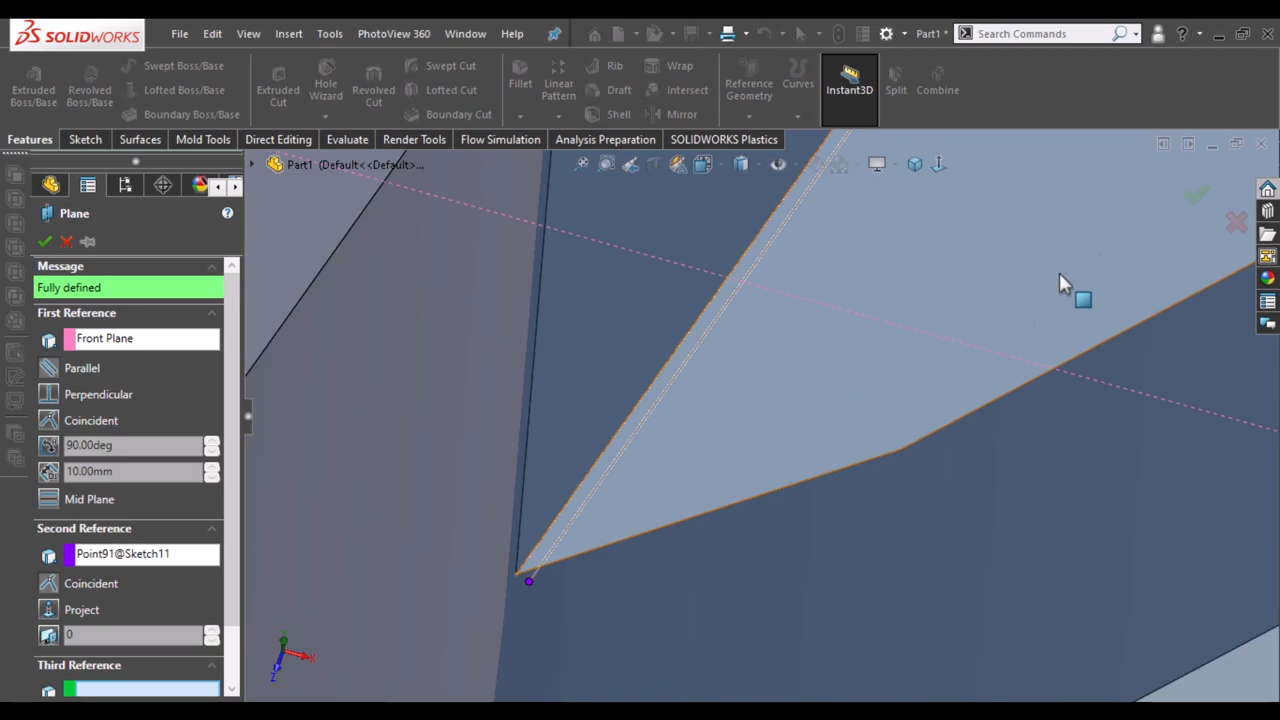 SOLIDWORKS File Edit View Insert Tools PhotoView 360 Window Help Part1 * Search Commands ?
Extruded Boss/Base Revolved Boss/Base Swept Boss/Base Lofted Boss/Base Boundary Boss/Base Extruded Cut Hole Wizard Revolved Cut Swept Cut Lofted Cut Boundary Cut Fillet Linear Pattern Rib Draft Shell Wrap Intersect Mirror Reference Geometry Curves Instant3D Split Combine
Features Sketch Surfaces Mold Tools Direct Editing Evaluate Render Tools Flow Simulation Analysis Preparation SOLIDWORKS Plastics
Part1 (Default<<Default>...
Plane ?
Message
Fully defined
First Reference
Front Plane
Parallel
Perpendicular
Coincident
90.00deg
10.00mm
Mid Plane
Second Reference
Point91@Sketch11
Coincident
Project
0
Third Reference
Y
X
Z